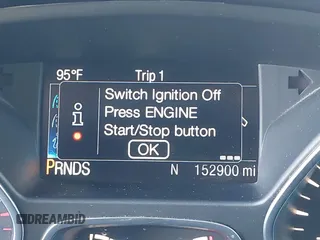 95°F Trip 1
Switch Ignition Off
Press ENGINE
Start/Stop button
OK
PRNDS N 152900 mi
DREAMBID